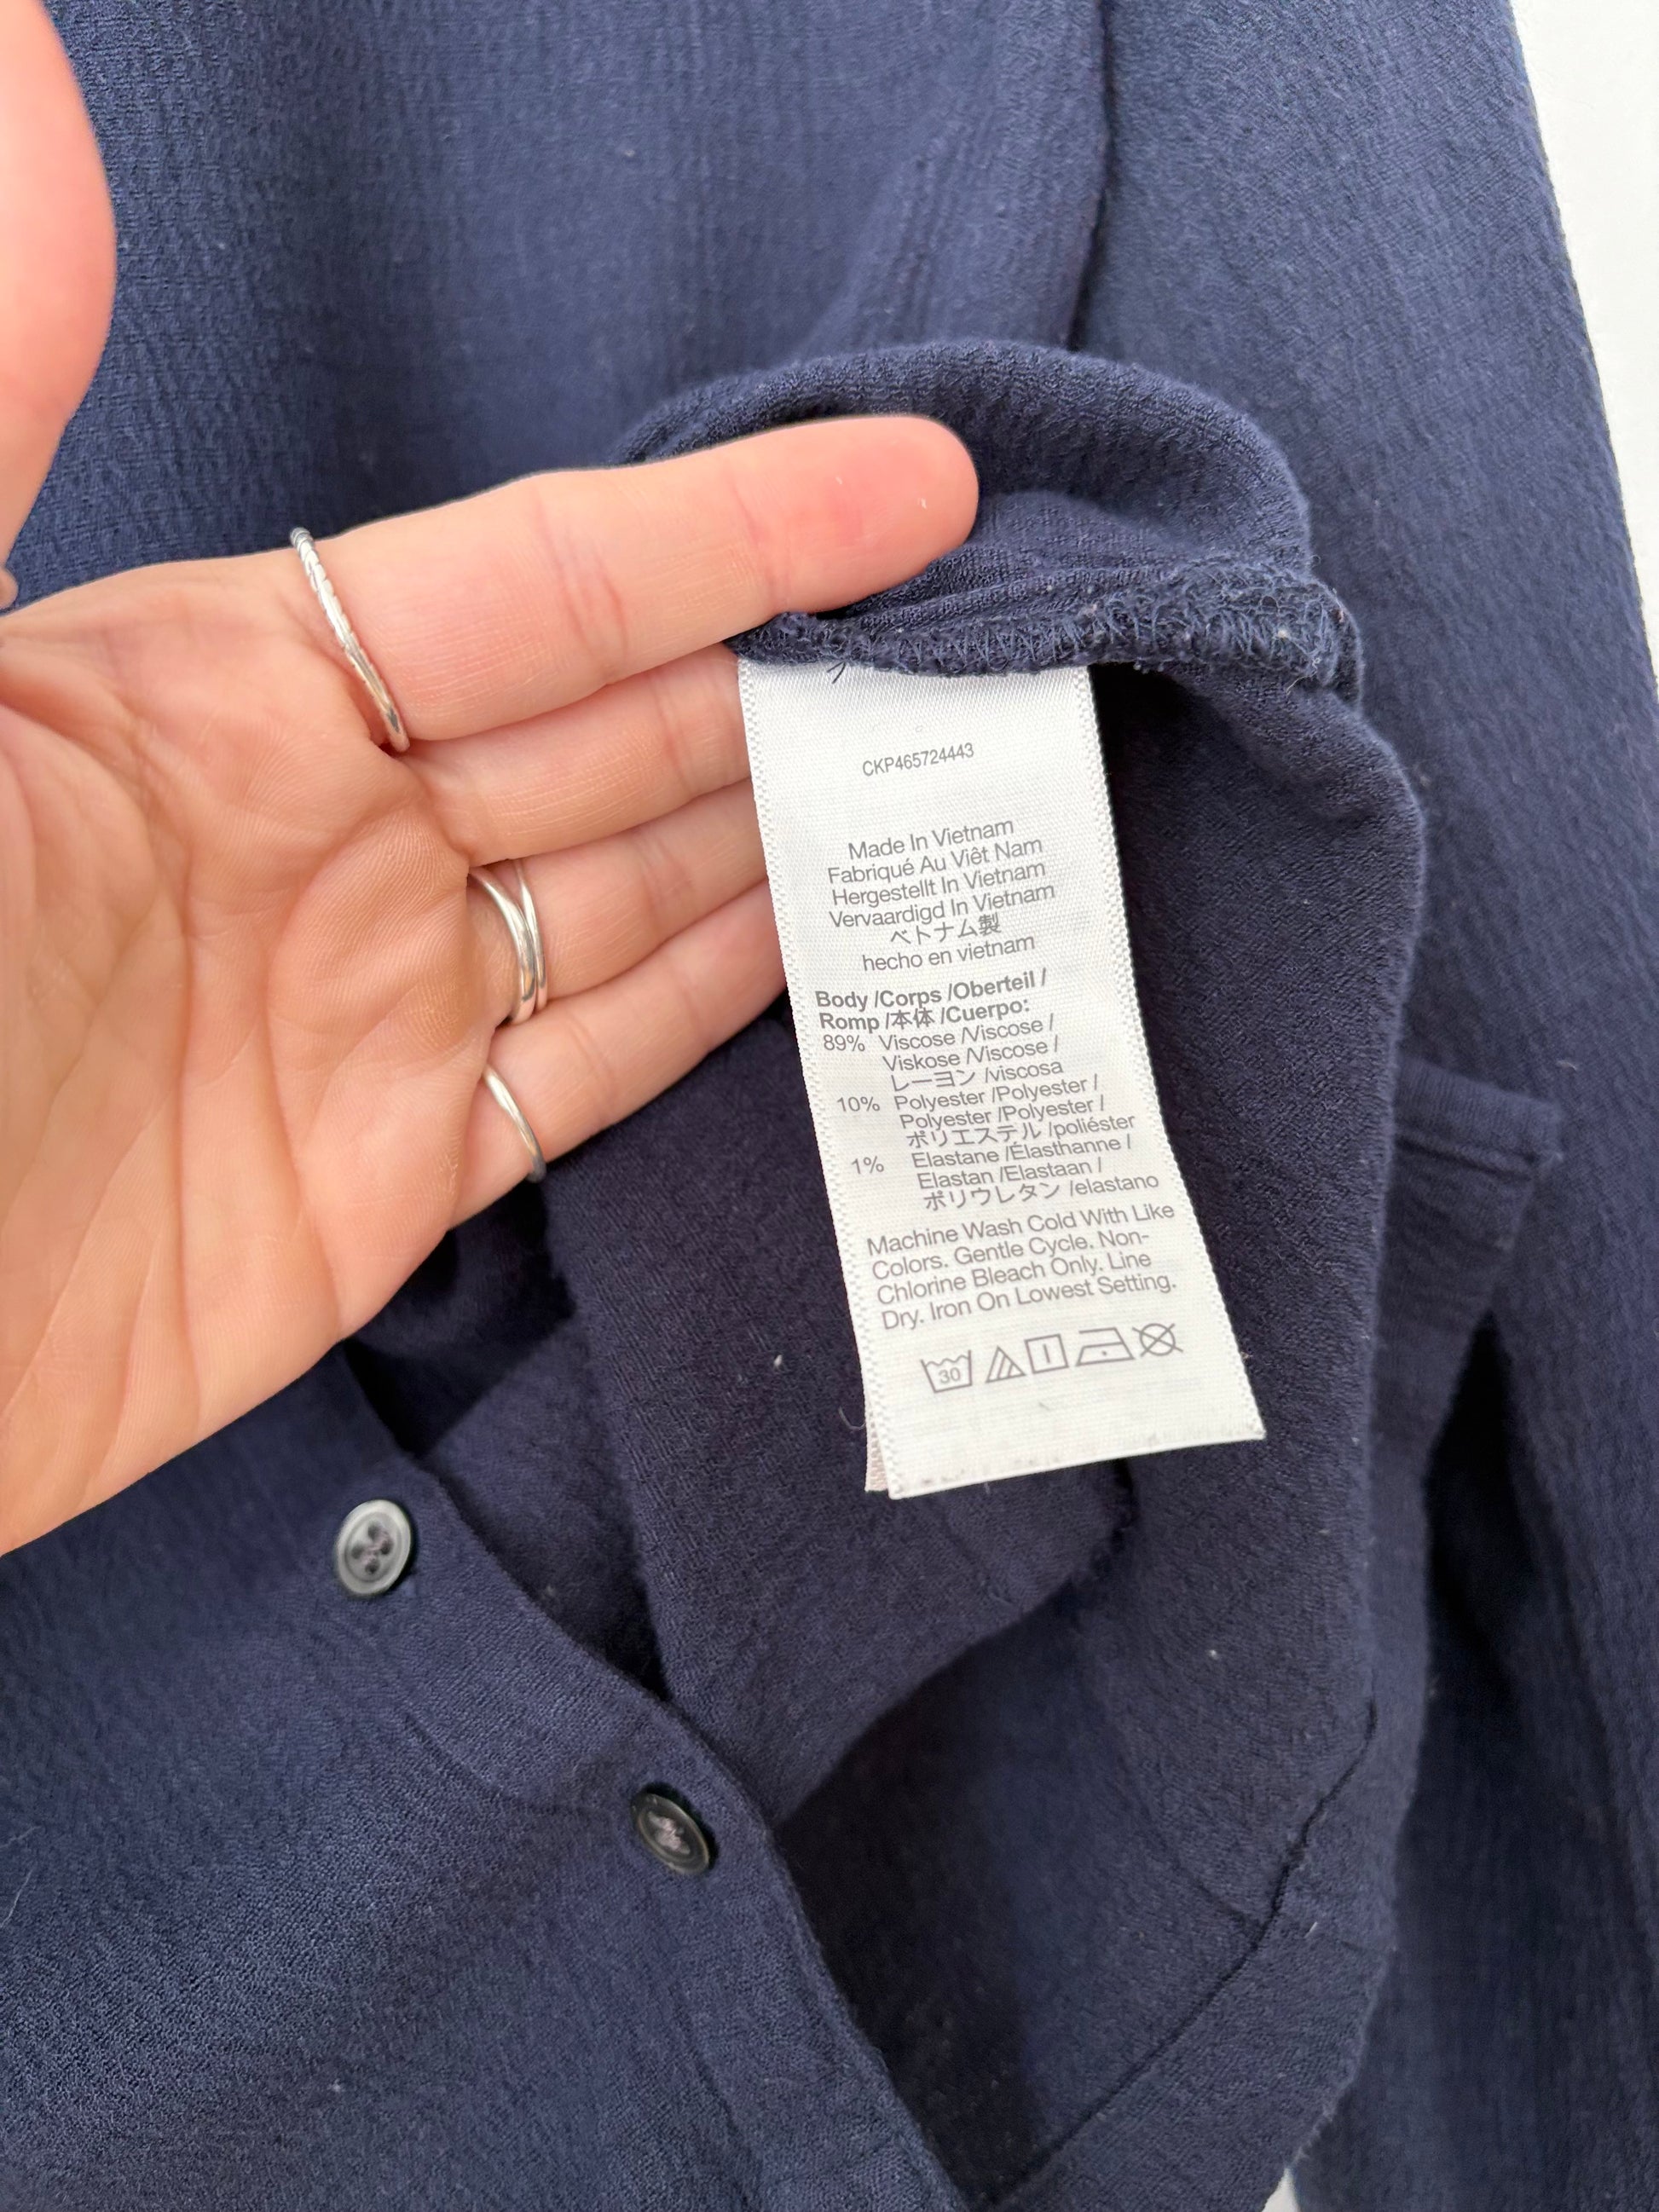 CKP465724443
Made In Vietnam
Fabriqué Au Viêt Nam
Hergestellt In Vietnam
Vervaardigd In Vietnam
ベトナム製
hecho en vietnam
Body /Corps /Oberteil /
Romp /本体 /Cuerpo:
89% Viscose /Viscose /
Viskose /Viscose /
レーヨン /viscosa
10% Polyester /Polyester /
Polyester /Polyester /
ポリエステル /poliéster
1% Elastane /Élasthanne /
Elastan /Elastaan /
ポリウレタン /elastano
Machine Wash Cold With Like
Colors. Gentle Cycle. Non-
Chlorine Bleach Only. Line
Dry. Iron On Lowest Setting.
30